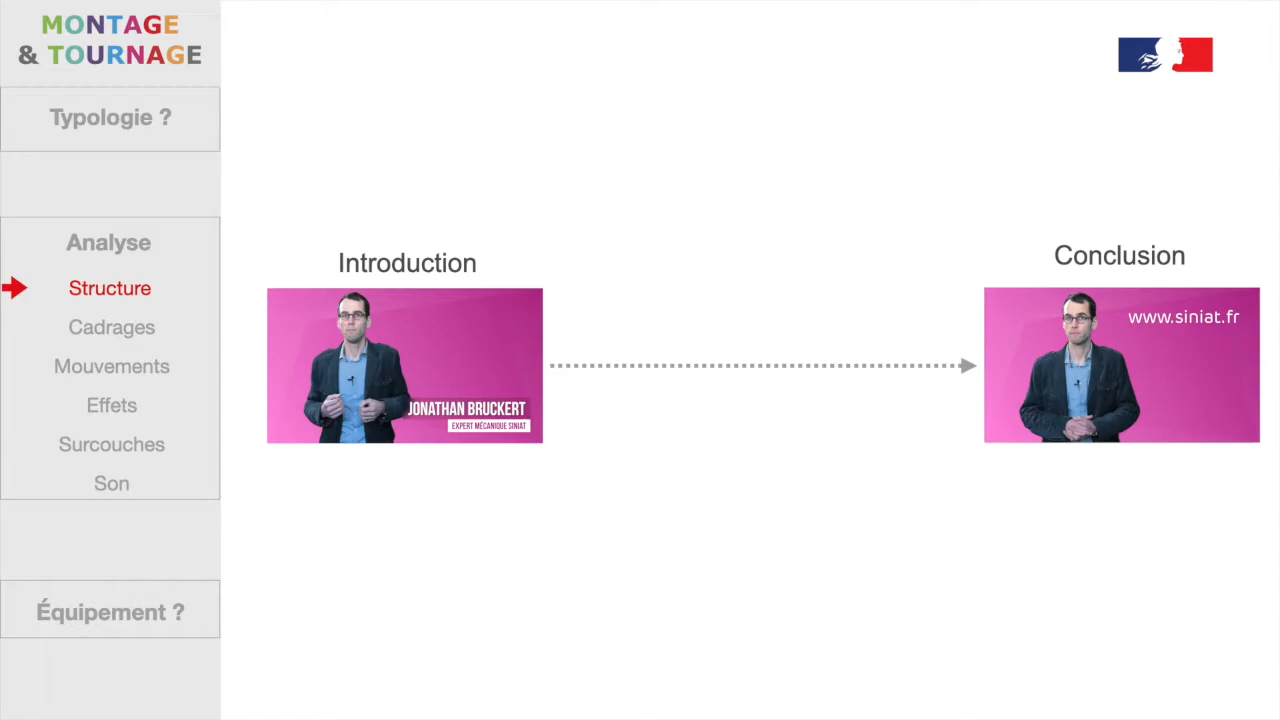 MONTAGE
& TOURNAGE
Typologie ?
Analyse
Structure
Cadrages
Mouvements
Effets
Surcouches
Son
Équipement ?
Introduction
JONATHAN BRUCKERT
EXPERT MÉCANIQUE SINIAT
Conclusion
www.siniat.fr